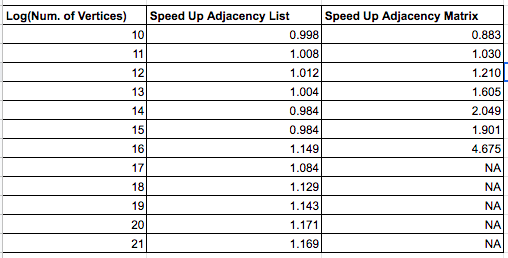 Log(Num. of Vertices) Speed Up Adjacency List Speed Up Adjacency Matrix
10 0.998 0.883
11 1.008 1.030
12 1.012 1.210
13 1.004 1.605
14 0.984 2.049
15 0.984 1.901
16 1.149 4.675
17 1.084 NA
18 1.129 NA
19 1.143 NA
20 1.171 NA
21 1.169 NA